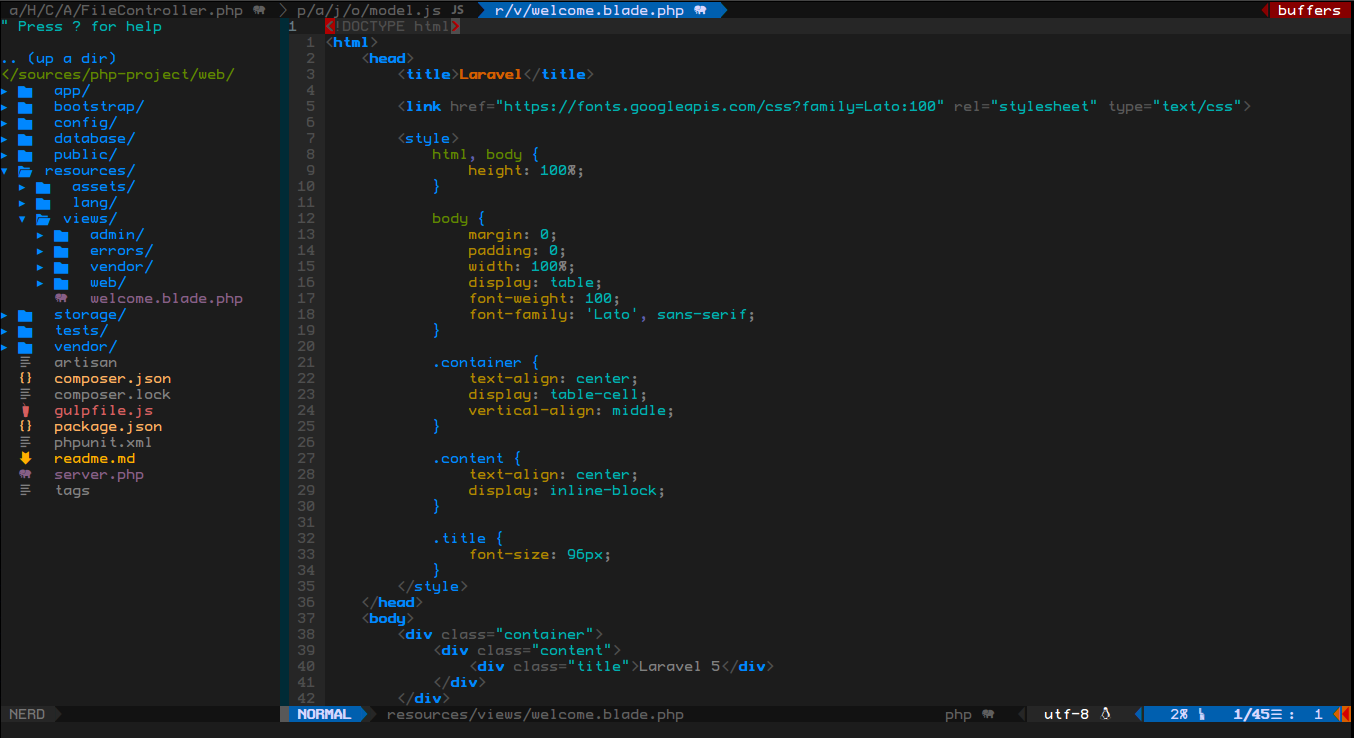 a/H/C/A/FileController.php p/a/j/o/model.js JS r/v/welcome.blade.php buffers
" Press ? for help
.. (up a dir)
</sources/php-project/web/
app/
bootstrap/
config/
database/
public/
resources/
assets/
lang/
views/
admin/
errors/
vendor/
web/
welcome.blade.php
storage/
tests/
vendor/
artisan
{} composer.json
composer.lock
gulpfile.js
{} package.json
phpunit.xml
readme.md
server.php
tags
1 <!DOCTYPE html>
1 <html>
2 <head>
3 <title>Laravel</title>
4
5 <link href="https://fonts.googleapis.com/css?family=Lato:100" rel="stylesheet" type="text/css">
6
7 <style>
8 html, body {
9 height: 100%;
10 }
11
12 body {
13 margin: 0;
14 padding: 0;
15 width: 100%;
16 display: table;
17 font-weight: 100;
18 font-family: 'Lato', sans-serif;
19 }
20
21 .container {
22 text-align: center;
23 display: table-cell;
24 vertical-align: middle;
25 }
26
27 .content {
28 text-align: center;
29 display: inline-block;
30 }
31
32 .title {
33 font-size: 96px;
34 }
35 </style>
36 </head>
37 <body>
38 <div class="container">
39 <div class="content">
40 <div class="title">Laravel 5</div>
41 </div>
42 </div>
NERD NORMAL resources/views/welcome.blade.php php utf-8 2% 1/45☰ : 1